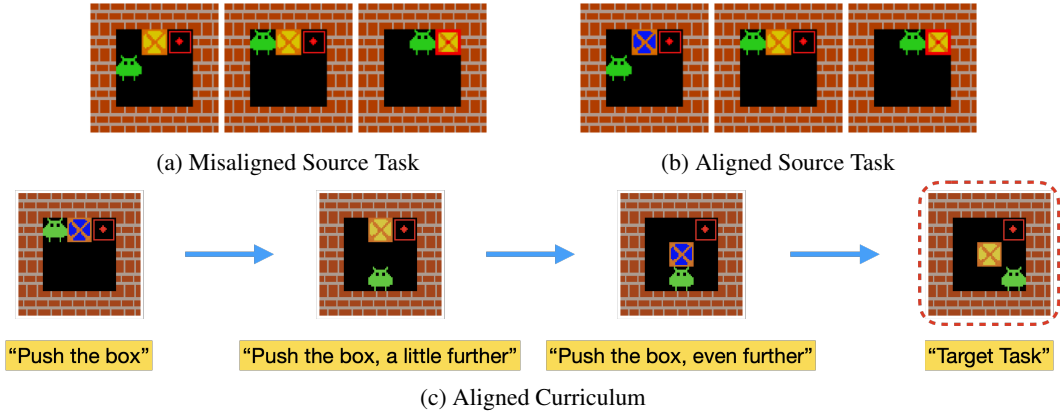 (a) Misaligned Source Task
(b) Aligned Source Task
“Push the box”
“Push the box, a little further”
“Push the box, even further”
“Target Task”
(c) Aligned Curriculum